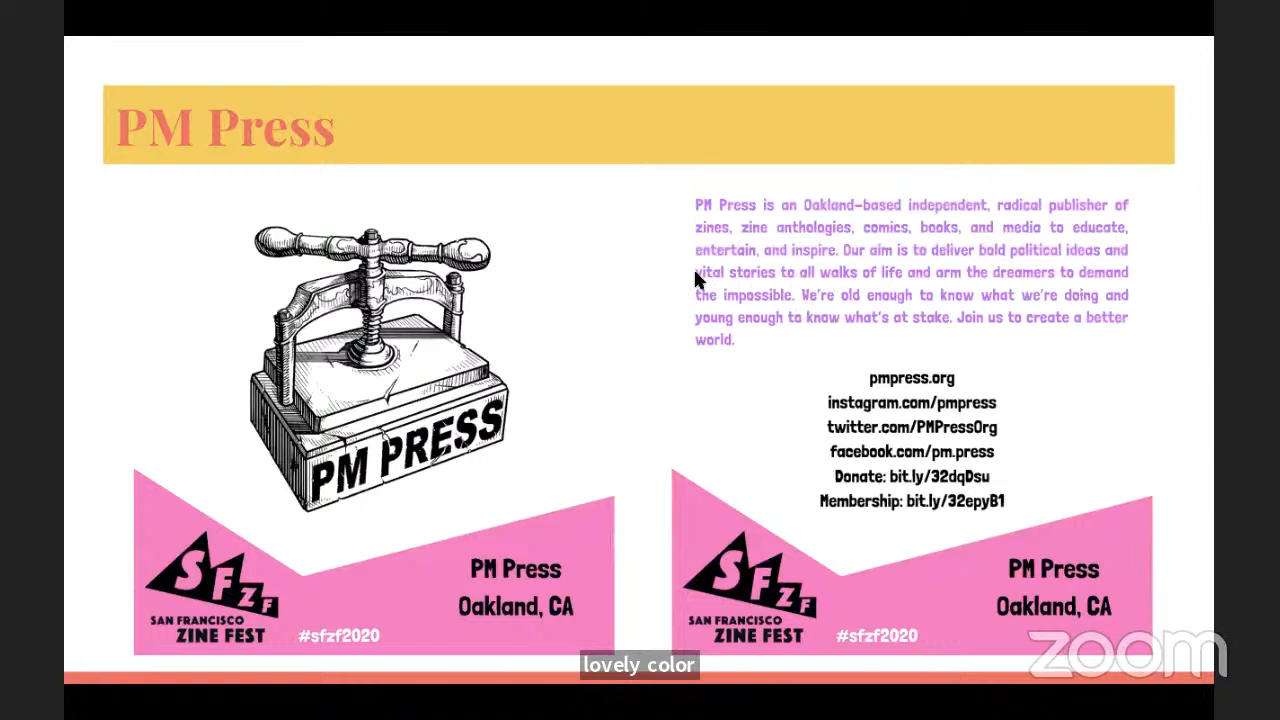 PM Press
PM PRESS
PM Press is an Oakland-based independent, radical publisher of
zines, zine anthologies, comics, books, and media to educate,
entertain, and inspire. Our aim is to deliver bold political ideas and
vital stories to all walks of life and arm the dreamers to demand
the impossible. We're old enough to know what we're doing and
young enough to know what's at stake. Join us to create a better
world.
pmpress.org
instagram.com/pmpress
twitter.com/PMPressOrg
facebook.com/pm.press
Donate: bit.ly/32dqDsu
Membership: bit.ly/32epyB1
SFZF
SAN FRANCISCO
ZINE FEST
#sfzf2020
PM Press
Oakland, CA
SFZF
SAN FRANCISCO
ZINE FEST
#sfzf2020
PM Press
Oakland, CA
lovely color
zoom